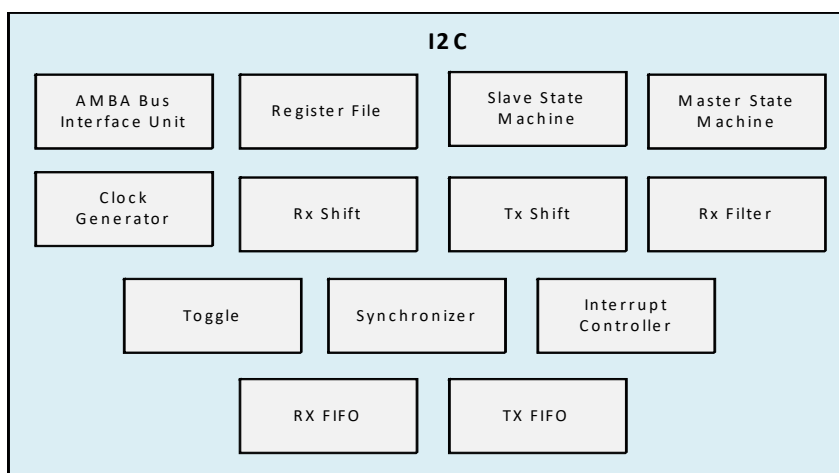 I2C
AMBA Bus
Interface Unit
Register File
Slave State
Machine
Master State
Machine
Clock
Generator
Rx Shift
Tx Shift
Rx Filter
Toggle
Synchronizer
Interrupt
Controller
RX FIFO
TX FIFO